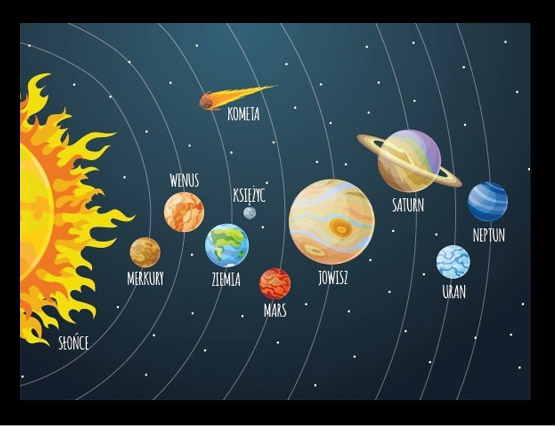 KOMETA
WENUS
KSIĘŻYC
SATURN
NEPTUN
MERKURY
ZIEMIA
JOWISZ
URAN
MARS
SŁOŃCE